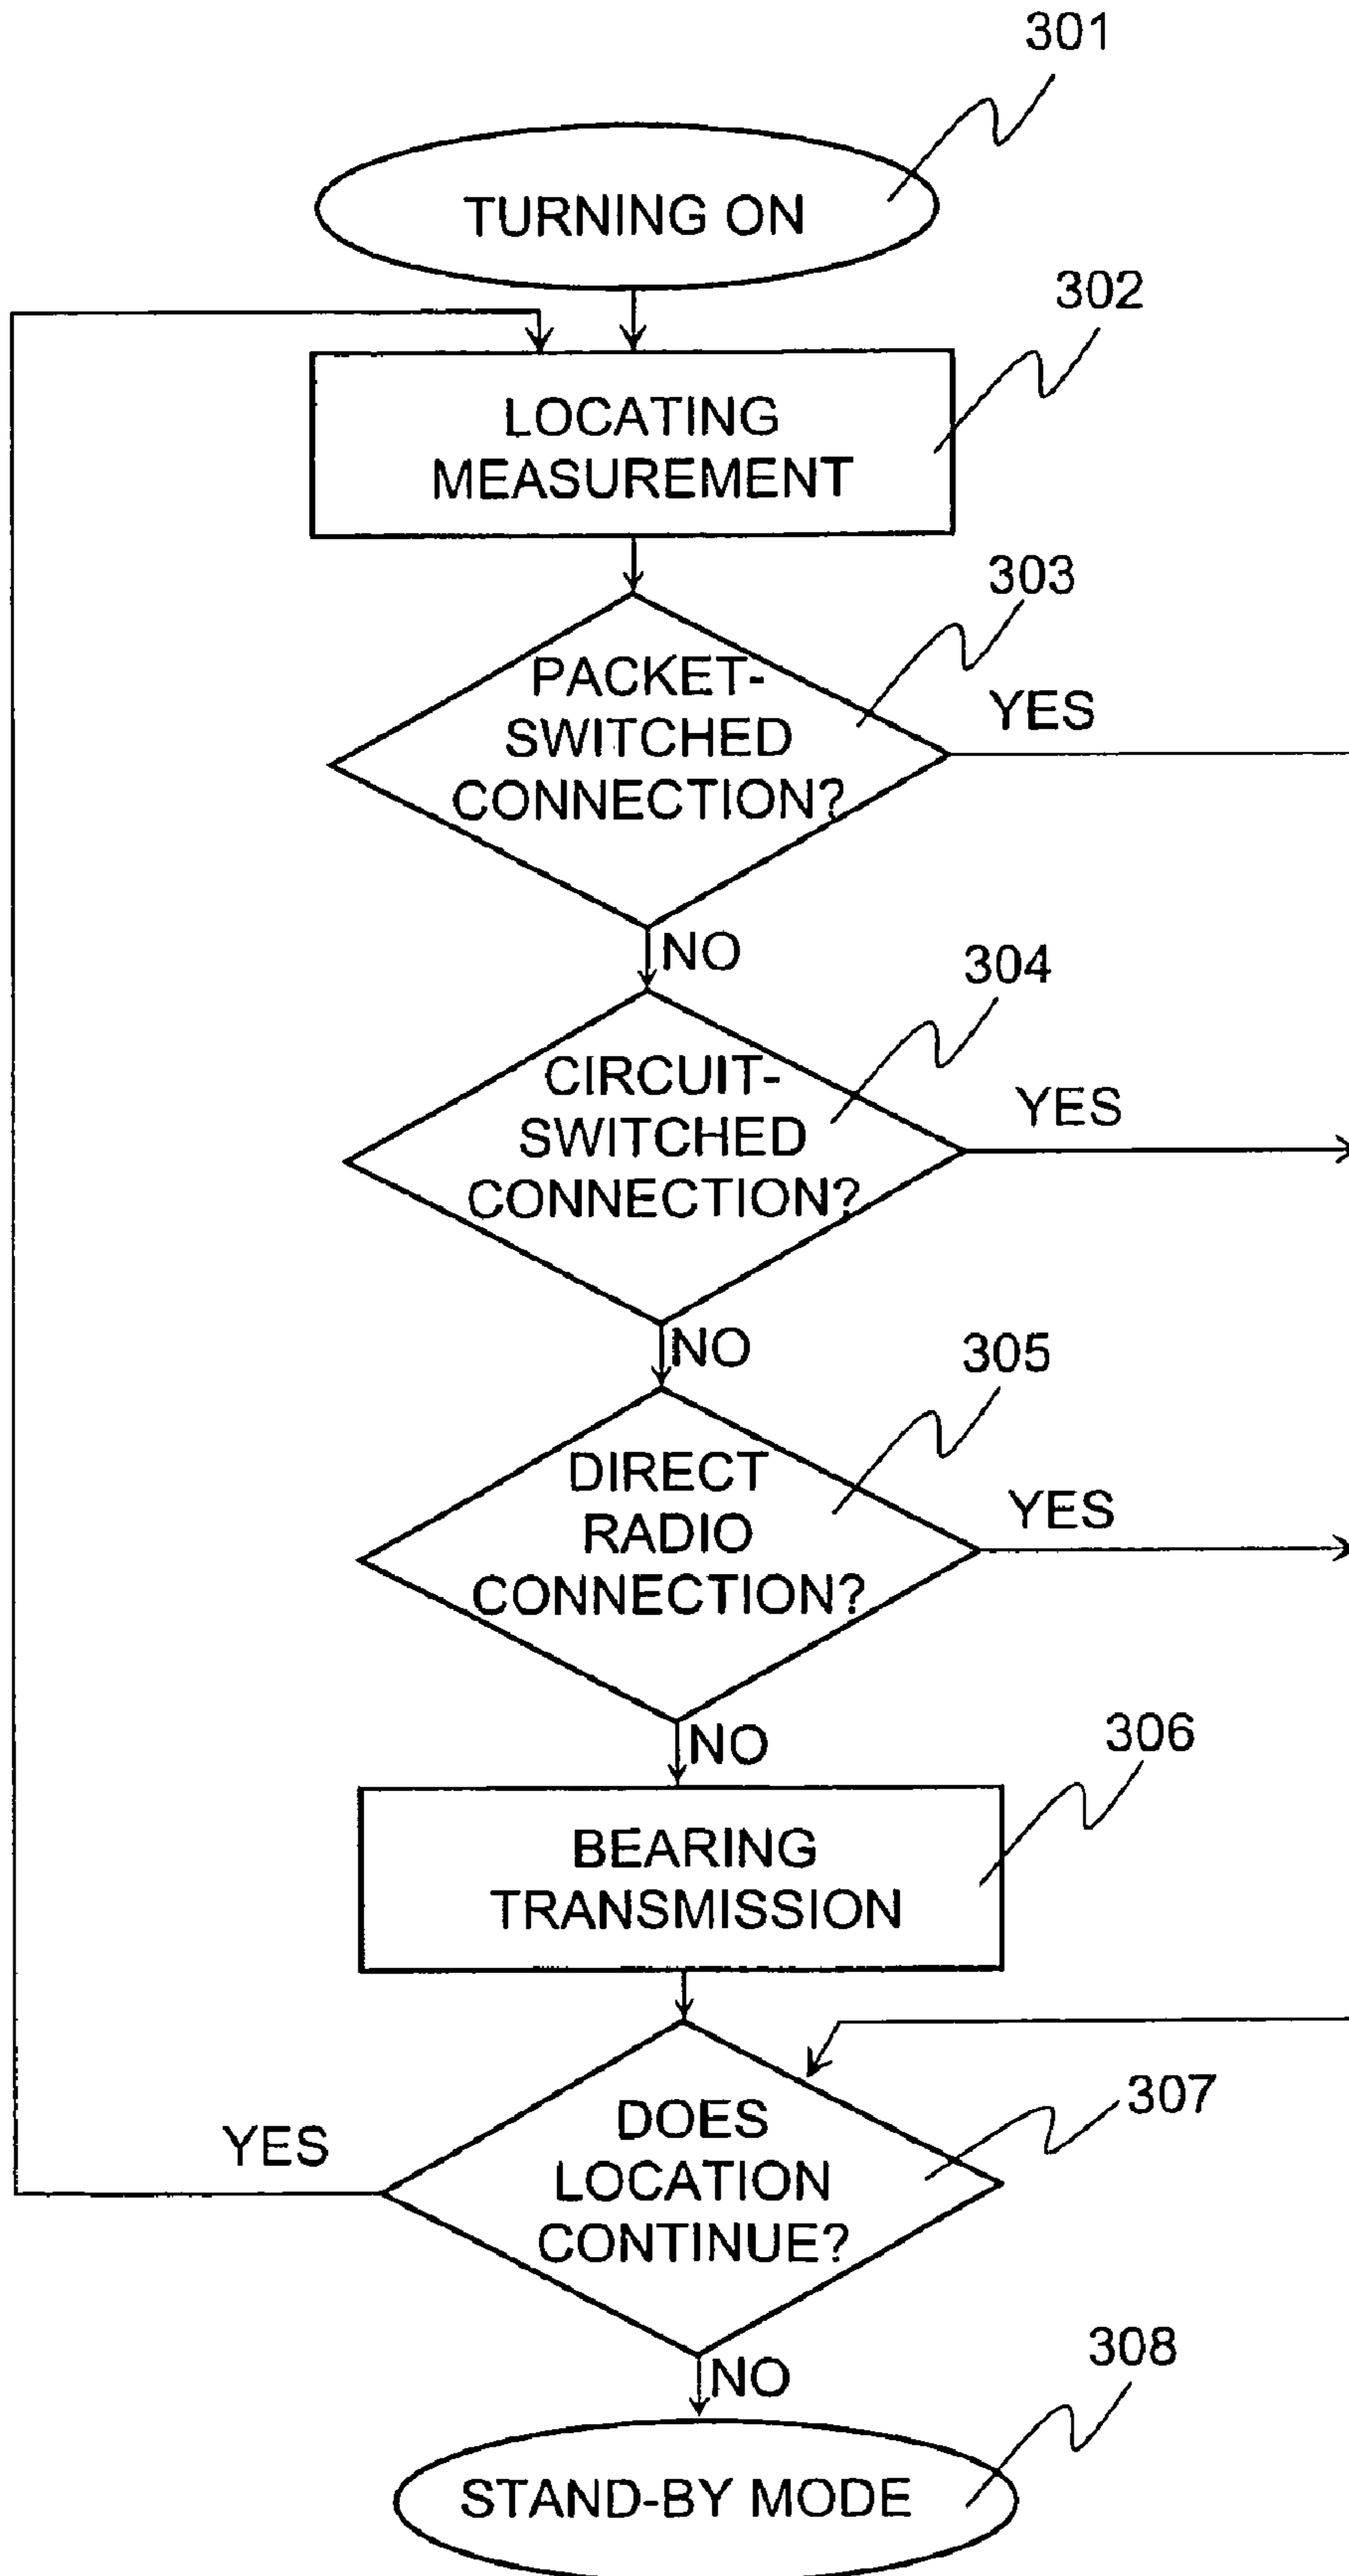 301
TURNING ON
302
LOCATING
MEASUREMENT
303
PACKET-
SWITCHED
CONNECTION?
YES
NO
304
CIRCUIT-
SWITCHED
CONNECTION?
YES
NO
305
DIRECT
RADIO
CONNECTION?
YES
NO
306
BEARING
TRANSMISSION
307
DOES
LOCATION
CONTINUE?
YES
NO
308
STAND-BY MODE